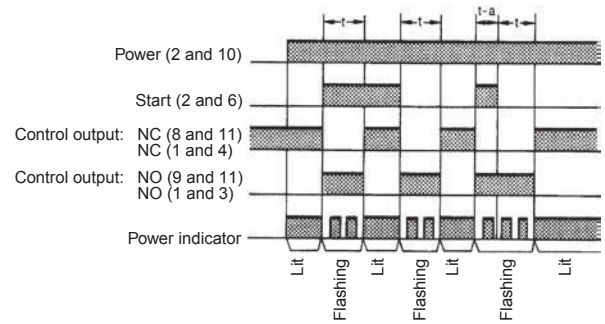 t
t
t-a
t
Power (2 and 10)
Start (2 and 6)
Control output: NC (8 and 11)
NC (1 and 4)
Control output: NO (9 and 11)
NO (1 and 3)
Power indicator
Lit
Flashing
Lit
Flashing
Lit
Flashing
Lit